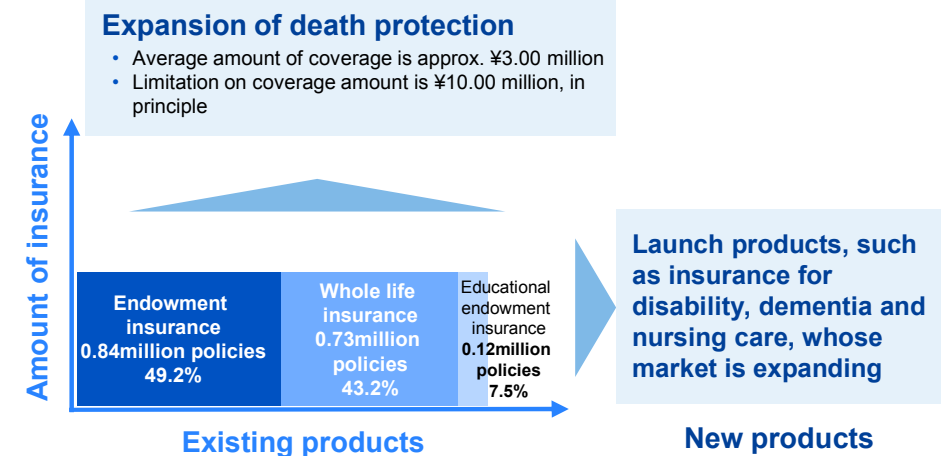 Expansion of death protection
• Average amount of coverage is approx. ¥3.00 million
• Limitation on coverage amount is ¥10.00 million, in
principle
Amount of insurance
Endowment
insurance
0.84million policies
49.2%
Whole life
insurance
0.73million
policies
43.2%
Educational
endowment
insurance
0.12million
policies
7.5%
Launch products, such
as insurance for
disability, dementia and
nursing care, whose
market is expanding
Existing products
New products